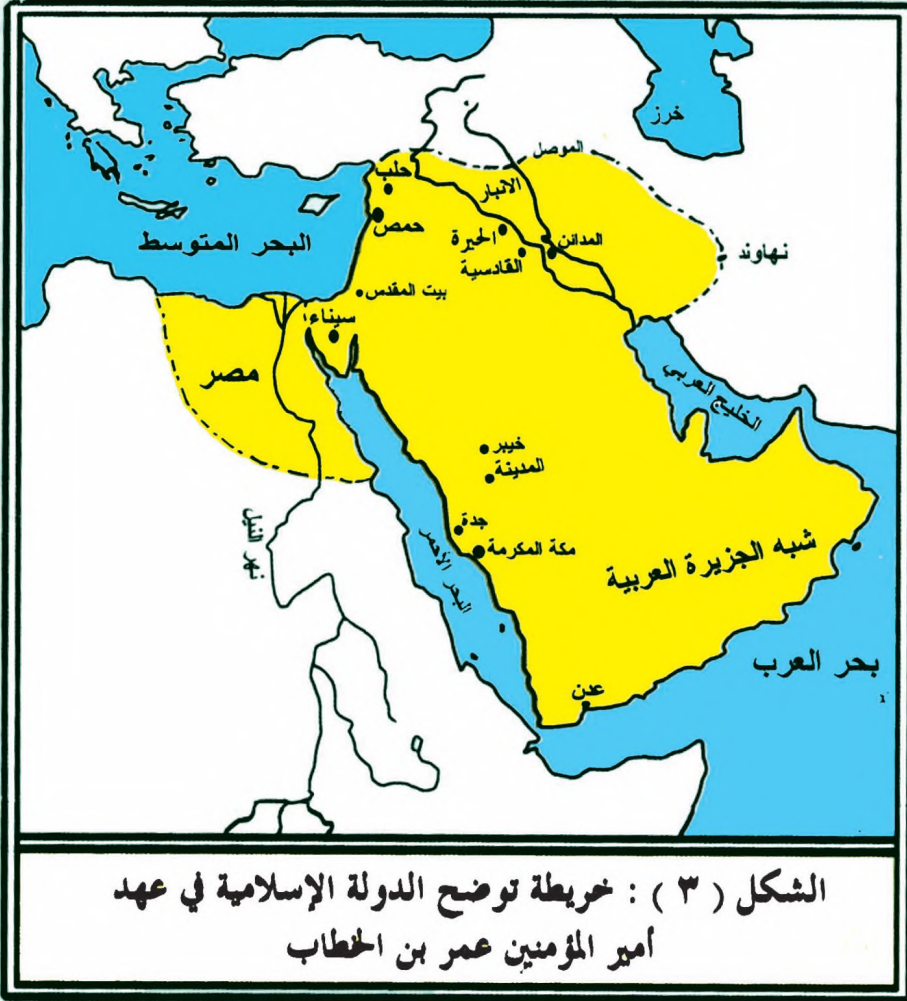 خرز
الموصل
حلب
الانبار
حمص
الحيرة
المدائن
القادسية
نهاوند
البحر المتوسط
بيت المقدس
سيناء
مصر
الخليج العربي
خيبر
المدينة
جدة
مكة المكرمة
شبه الجزيرة العربية
نهر النيل
البحر الأحمر
بحر العرب
عدن
الشكل ( ٣ ) : خريطة توضح الدولة الإسلامية في عهد
أمير المؤمنين عمر بن الخطاب